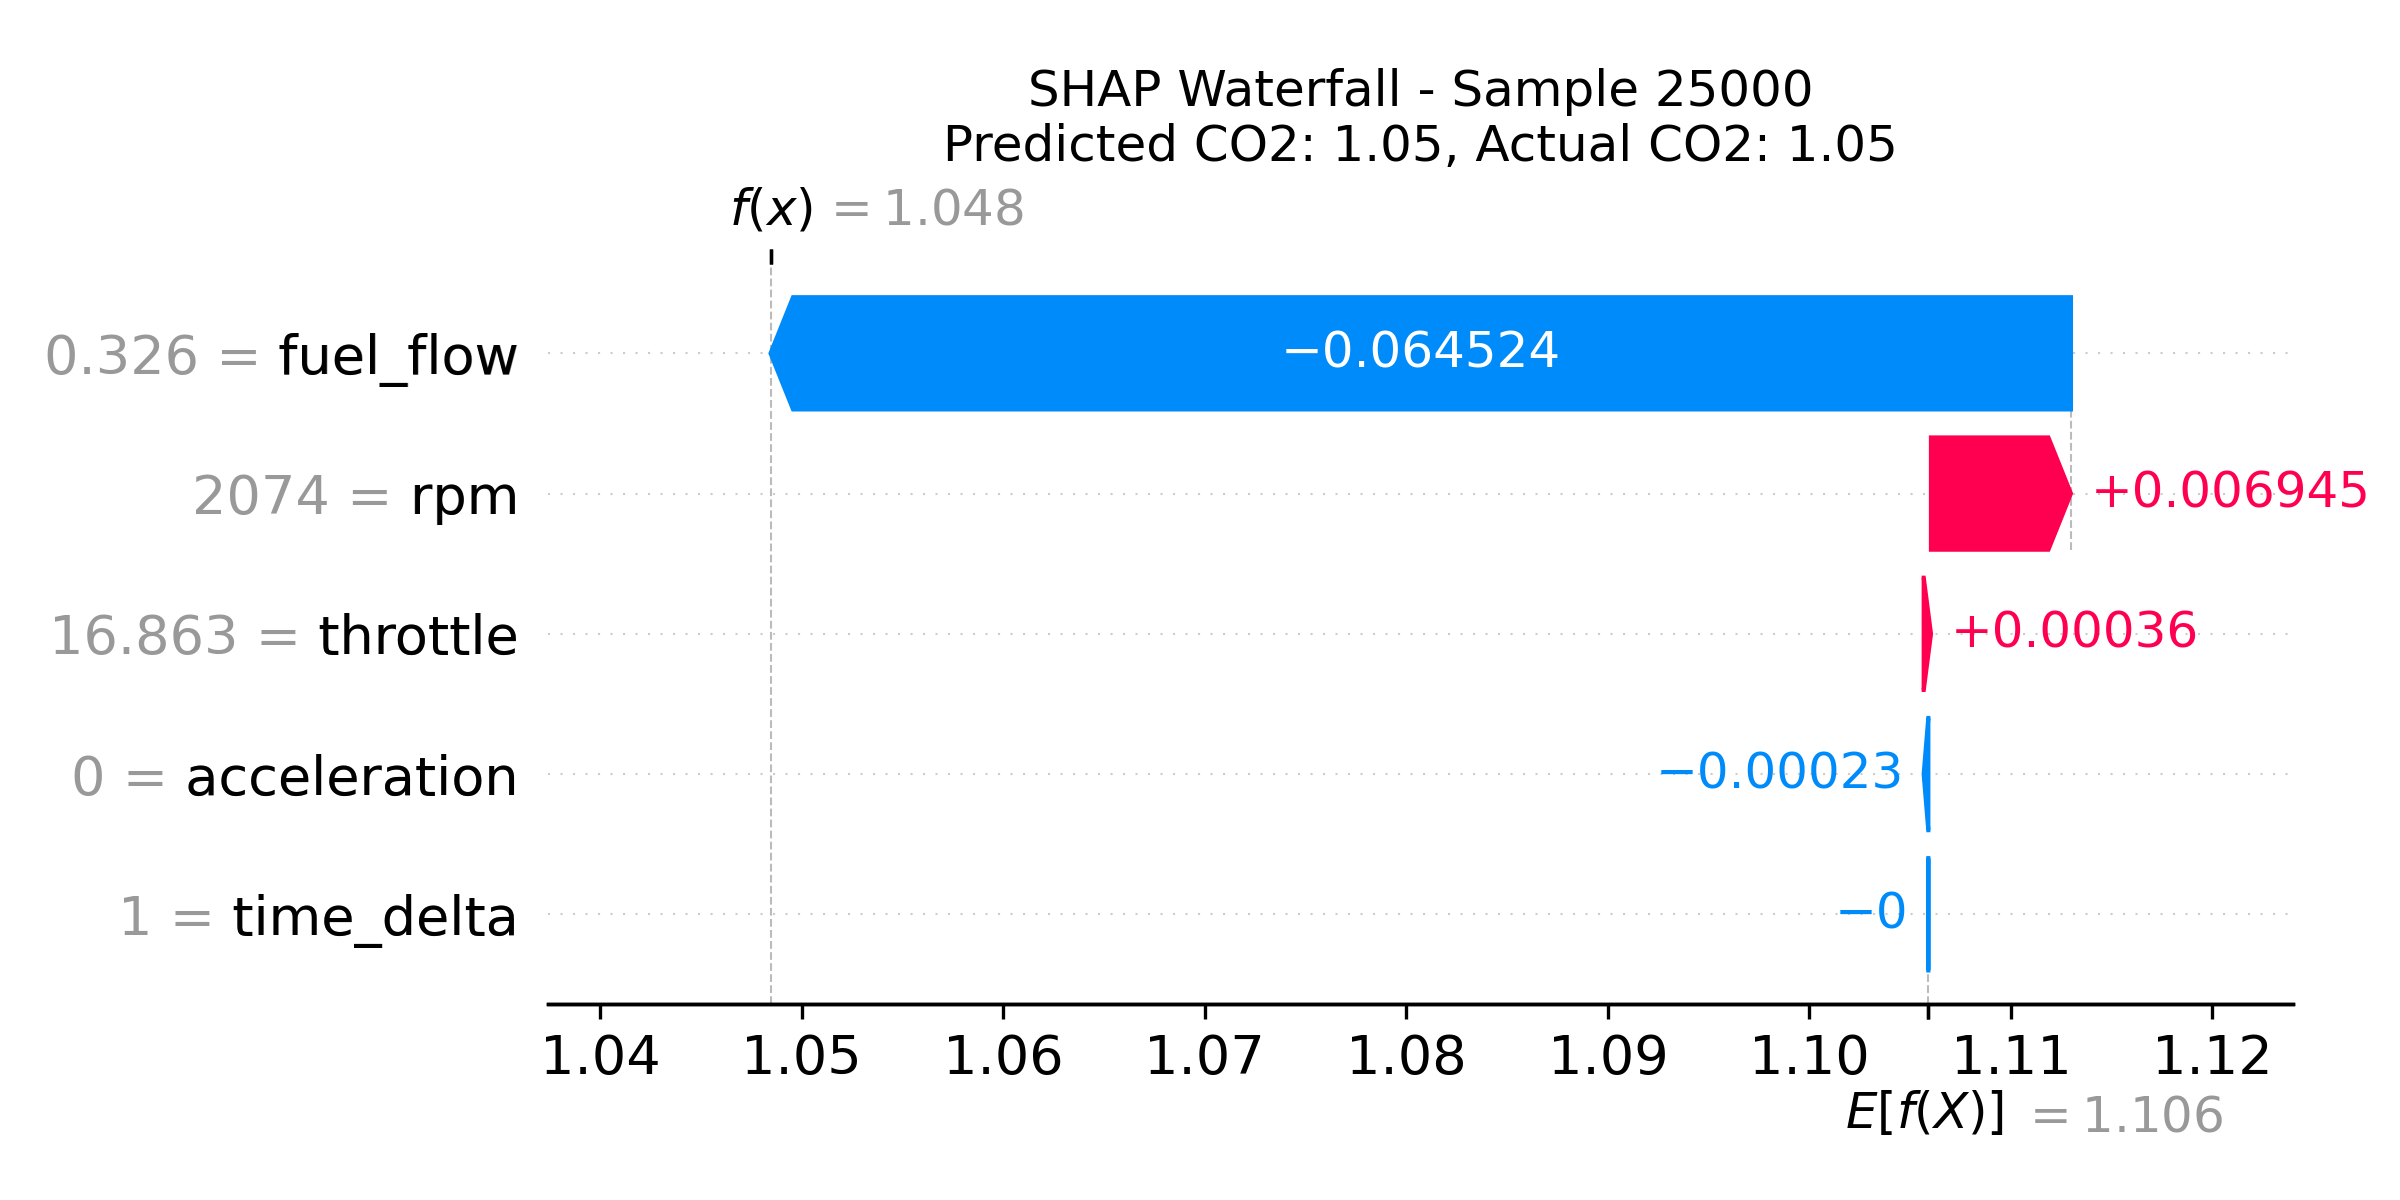 SHAP Waterfall - Sample 25000
Predicted CO2: 1.05, Actual CO2: 1.05
f(x) = 1.048
0.326 = fuel_flow −0.064524
2074 = rpm +0.006945
16.863 = throttle +0.00036
0 = acceleration −0.00023
1 = time_delta −0
1.04 1.05 1.06 1.07 1.08 1.09 1.10 1.11 1.12
E[f(X)] = 1.106